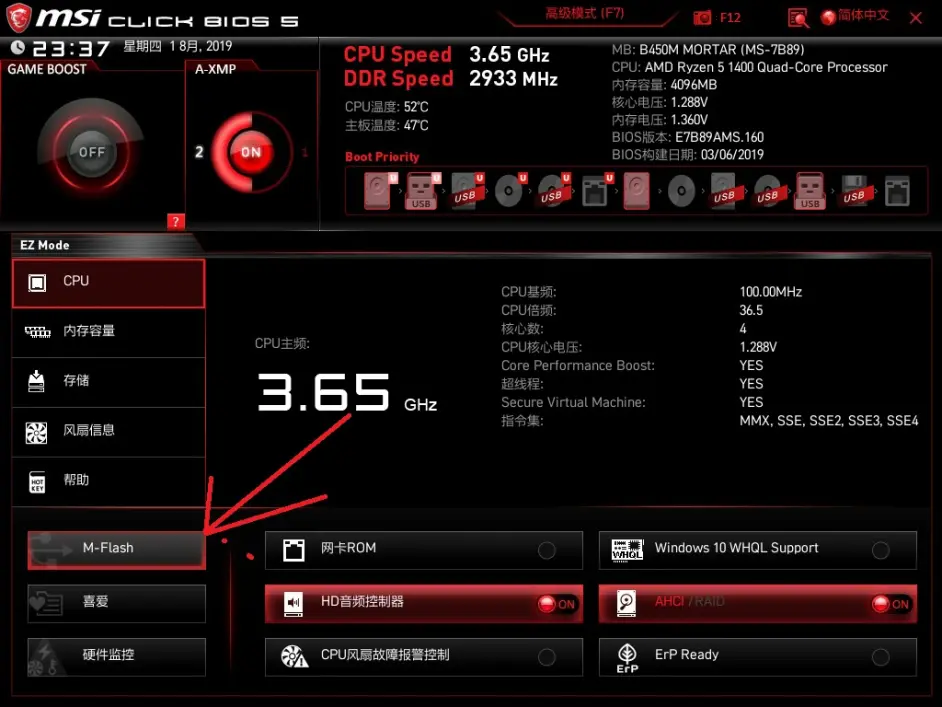 msi CLICK BIOS 5
高级模式 (F7)
F12
简体中文
23:37 星期四 1 8月, 2019
GAME BOOST
OFF
A-XMP
2 ON 1
CPU Speed 3.65 GHz
DDR Speed 2933 MHz
CPU温度: 52℃
主板温度: 47℃
MB: B450M MORTAR (MS-7B89)
CPU: AMD Ryzen 5 1400 Quad-Core Processor
内存容量: 4096MB
核心电压: 1.288V
内存电压: 1.360V
BIOS版本: E7B89AMS.160
BIOS构建日期: 03/06/2019
Boot Priority
U U U U U U
USB USB USB USB USB USB USB
?
EZ Mode
CPU
内存容量
存储
风扇信息
HOT KEY 帮助
CPU主频:
3.65 GHz
CPU基频: 100.00MHz
CPU倍频: 36.5
核心数: 4
CPU核心电压: 1.288V
Core Performance Boost: YES
超线程: YES
Secure Virtual Machine: YES
指令集: MMX, SSE, SSE2, SSE3, SSE4
M-Flash
喜爱
硬件监控
网卡ROM
HD音频控制器 ON
CPU风扇故障报警控制
WHQL Windows 10 WHQL Support
AHCI /RAID ON
ErP ErP Ready